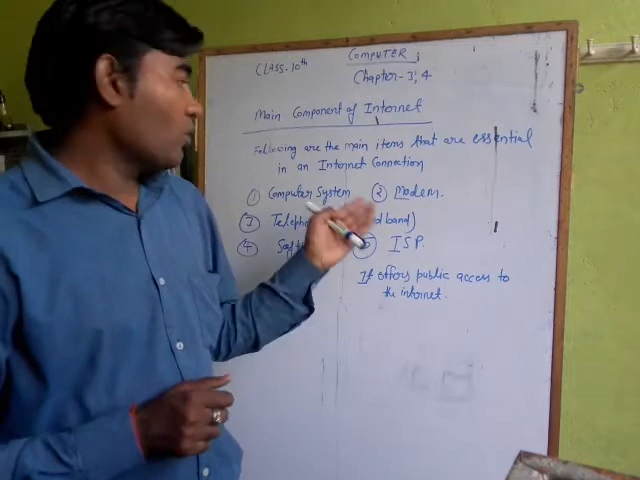 COMPUTER
CLASS-10th
Chapter-3,4
Main Component of Internet
Following are the main items that are essential
in an Internet Connection
① Computer System ② Modem.
③
④ ⑤ ISP.
It offers public access to
the internet.